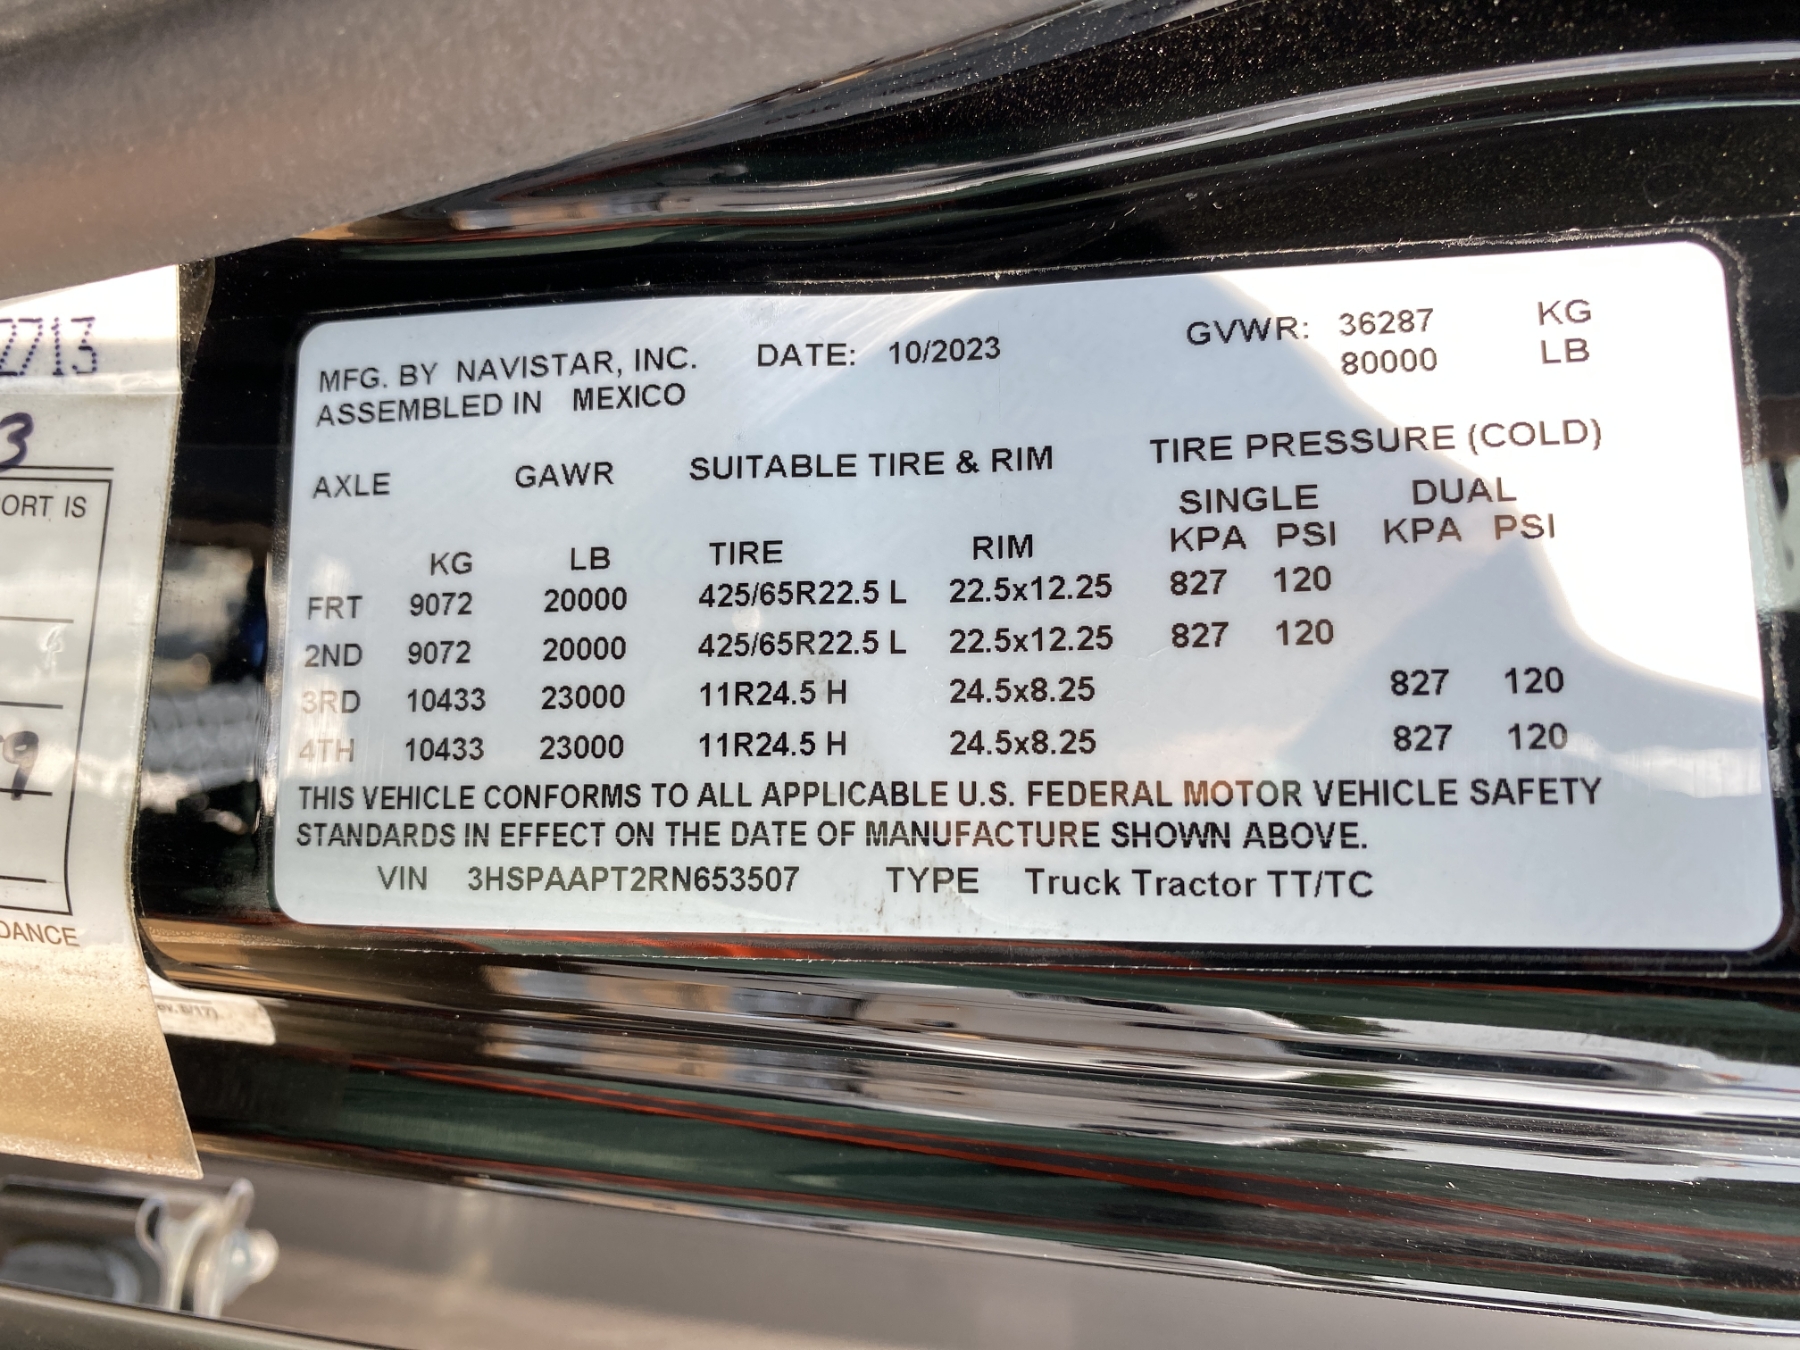 2713
3
ORT IS
9
DANCE
MFG. BY NAVISTAR, INC. DATE: 10/2023 GVWR: 36287 KG
ASSEMBLED IN MEXICO 80000 LB
AXLE GAWR SUITABLE TIRE & RIM TIRE PRESSURE (COLD)
SINGLE DUAL
KG LB TIRE RIM KPA PSI KPA PSI
FRT 9072 20000 425/65R22.5 L 22.5x12.25 827 120
2ND 9072 20000 425/65R22.5 L 22.5x12.25 827 120
3RD 10433 23000 11R24.5 H 24.5x8.25 827 120
4TH 10433 23000 11R24.5 H 24.5x8.25 827 120
THIS VEHICLE CONFORMS TO ALL APPLICABLE U.S. FEDERAL MOTOR VEHICLE SAFETY
STANDARDS IN EFFECT ON THE DATE OF MANUFACTURE SHOWN ABOVE.
VIN 3HSPAAPT2RN653507 TYPE Truck Tractor TT/TC